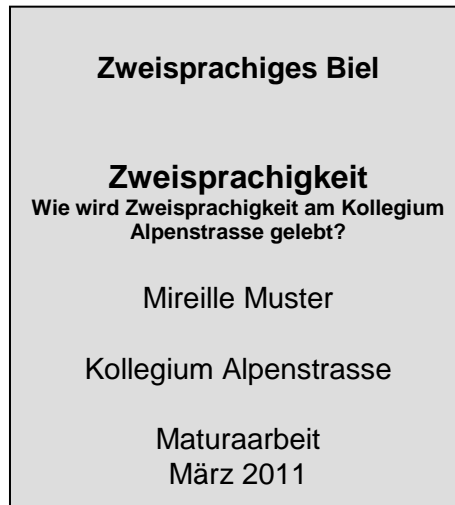 Zweisprachiges Biel
Zweisprachigkeit
Wie wird Zweisprachigkeit am Kollegium
Alpenstrasse gelebt?
Mireille Muster
Kollegium Alpenstrasse
Maturaarbeit
März 2011